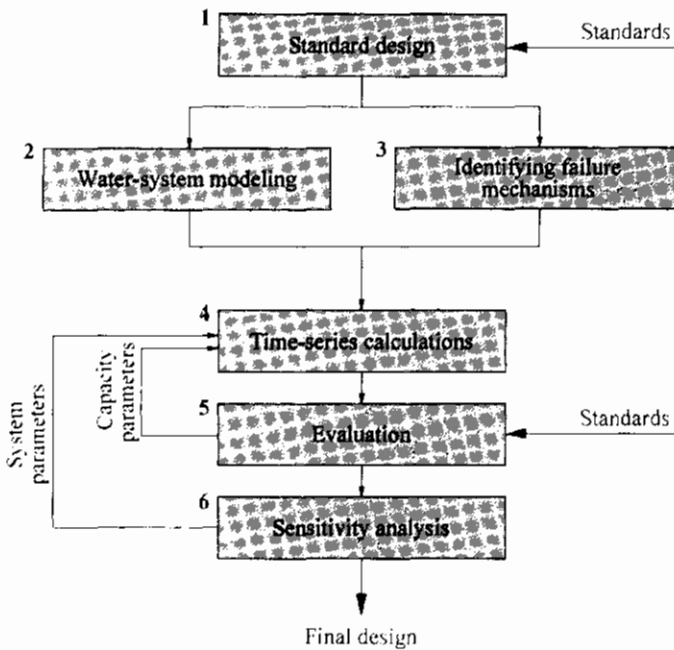 1
Standard design
Standards
2
Water-system modeling
3
Identifying failure
mechanisms
4
Time-series calculations
System
parameters
Capacity
parameters
5
Evaluation
Standards
6
Sensitivity analysis
Final design